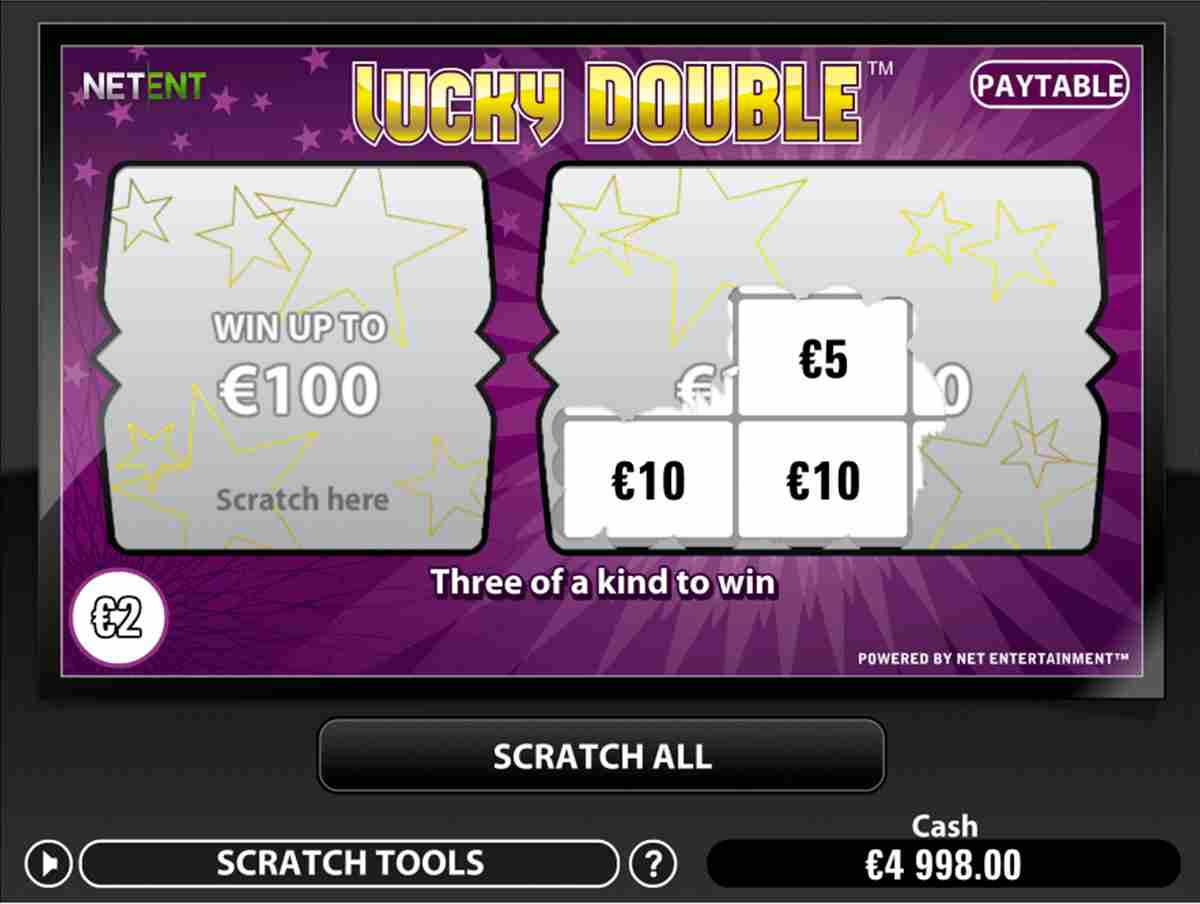 NETENT
LUCKY DOUBLE™
PAYTABLE
WIN UP TO
€100
Scratch here
€5
€10
€10
Three of a kind to win
€2
POWERED BY NET ENTERTAINMENT™
SCRATCH ALL
SCRATCH TOOLS
?
Cash
€4 998.00